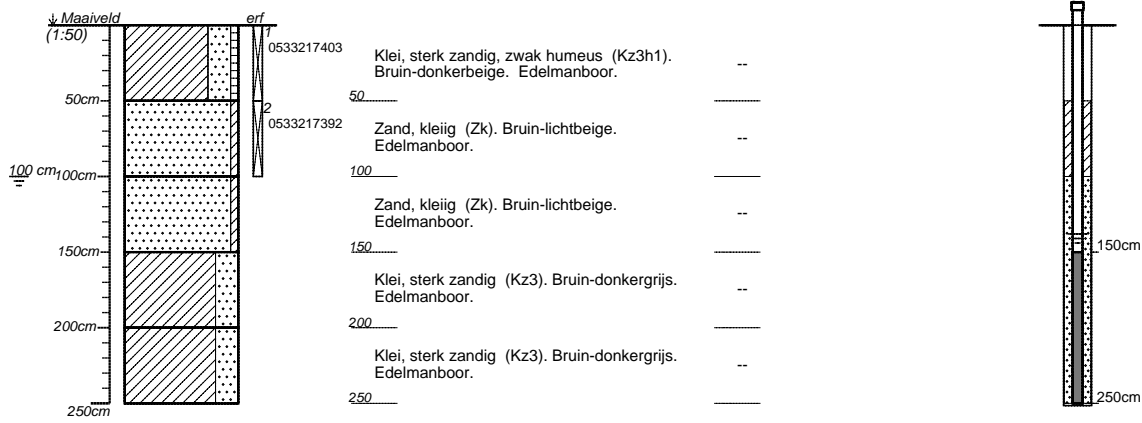 Maaiveld
erf
(1:50)
1
0533217403
Klei, sterk zandig, zwak humeus (Kz3h1).
Bruin-donkerbeige. Edelmanboor.
--
50cm
50
2
0533217392
Zand, kleiig (Zk). Bruin-lichtbeige.
Edelmanboor.
--
100 cm
100cm
100
Zand, kleiig (Zk). Bruin-lichtbeige.
Edelmanboor.
--
150cm
150
150cm
Klei, sterk zandig (Kz3). Bruin-donkergrijs.
Edelmanboor.
--
200cm
200
Klei, sterk zandig (Kz3). Bruin-donkergrijs.
Edelmanboor.
--
250cm
250
250cm